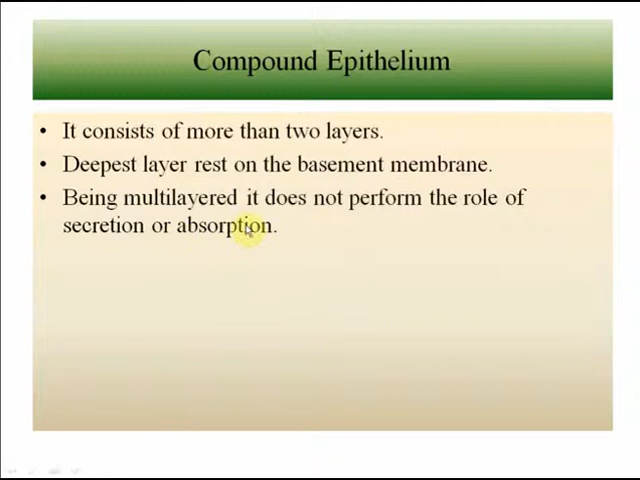 Compound Epithelium
• It consists of more than two layers.
• Deepest layer rest on the basement membrane.
• Being multilayered it does not perform the role of
secretion or absorption.